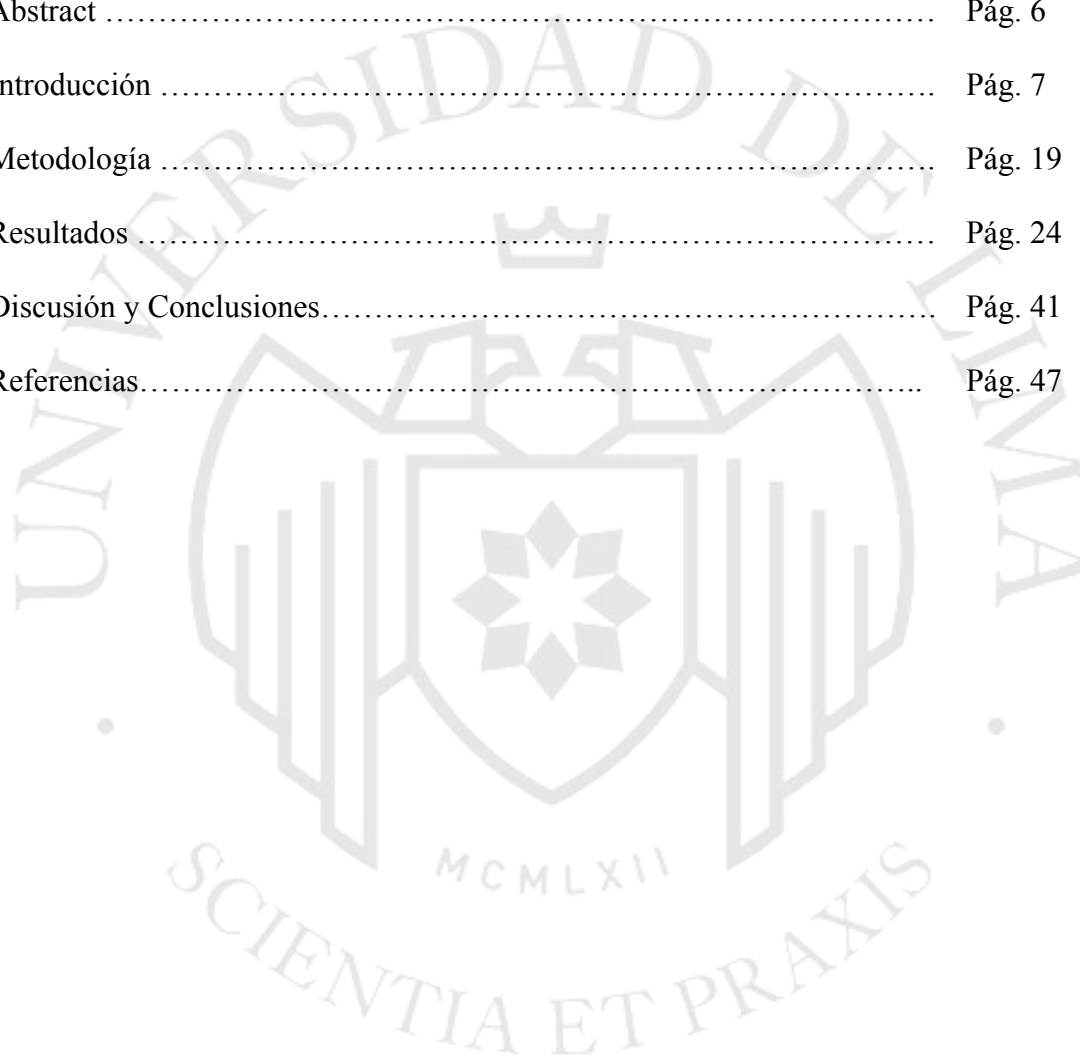 Abstract ……………………………………………………………………… Pág. 6
Introducción ………………………………………………………………. Pág. 7
Metodología ……………………………………………………………… Pág. 19
Resultados ………………………………………………………………… Pág. 24
Discusión y Conclusiones………………………………………………… Pág. 41
Referencias……………………………………………………………….. Pág. 47
UNIVERSIDAD DE LIMA
MCMLXII
SCIENTIA ET PRAXIS